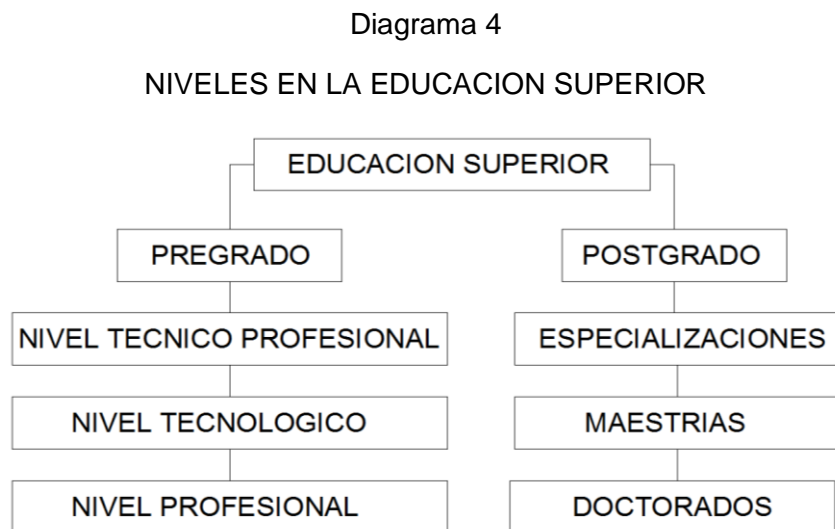 Diagrama 4
NIVELES EN LA EDUCACION SUPERIOR
EDUCACION SUPERIOR
PREGRADO
POSTGRADO
NIVEL TECNICO PROFESIONAL
ESPECIALIZACIONES
NIVEL TECNOLOGICO
MAESTRIAS
NIVEL PROFESIONAL
DOCTORADOS